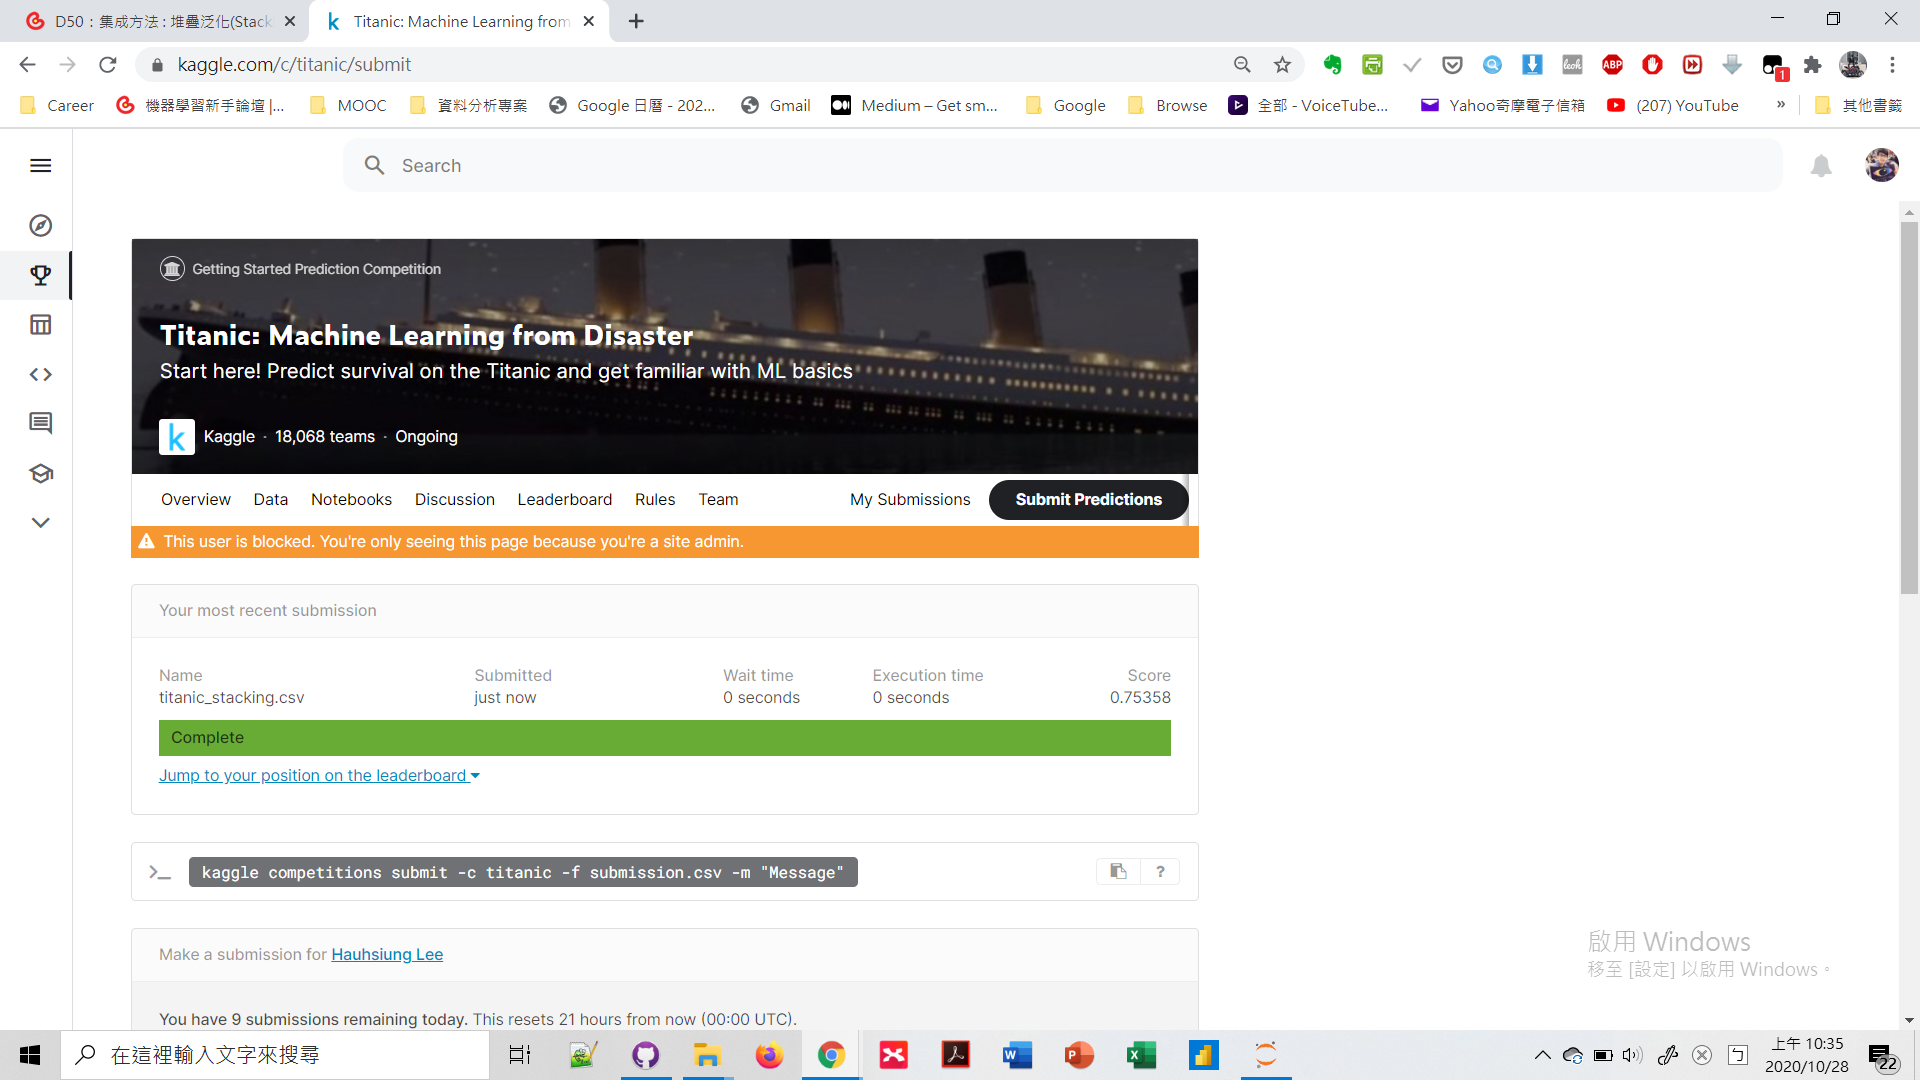 D50：集成方法 : 堆疊泛化(Stack
Titanic: Machine Learning from
kaggle.com/c/titanic/submit
leoh
ABP
1
Career
機器學習新手論壇 |...
MOOC
資料分析專案
Google 日曆 - 202...
Gmail
Medium – Get sm...
Google
Browse
全部 - VoiceTube...
Yahoo奇摩電子信箱
(207) YouTube
»
其他書籤
Search
Getting Started Prediction Competition
Titanic: Machine Learning from Disaster
Start here! Predict survival on the Titanic and get familiar with ML basics
k Kaggle · 18,068 teams · Ongoing
Overview Data Notebooks Discussion Leaderboard Rules Team My Submissions Submit Predictions
This user is blocked. You're only seeing this page because you're a site admin.
Your most recent submission
Name Submitted Wait time Execution time Score
titanic_stacking.csv just now 0 seconds 0 seconds 0.75358
Complete
Jump to your position on the leaderboard
>_ kaggle competitions submit -c titanic -f submission.csv -m "Message" ?
Make a submission for Hauhsiung Lee
啟用 Windows
移至 [設定] 以啟用 Windows。
You have 9 submissions remaining today. This resets 21 hours from now (00:00 UTC).
在這裡輸入文字來搜尋
上午 10:35
2020/10/28
22